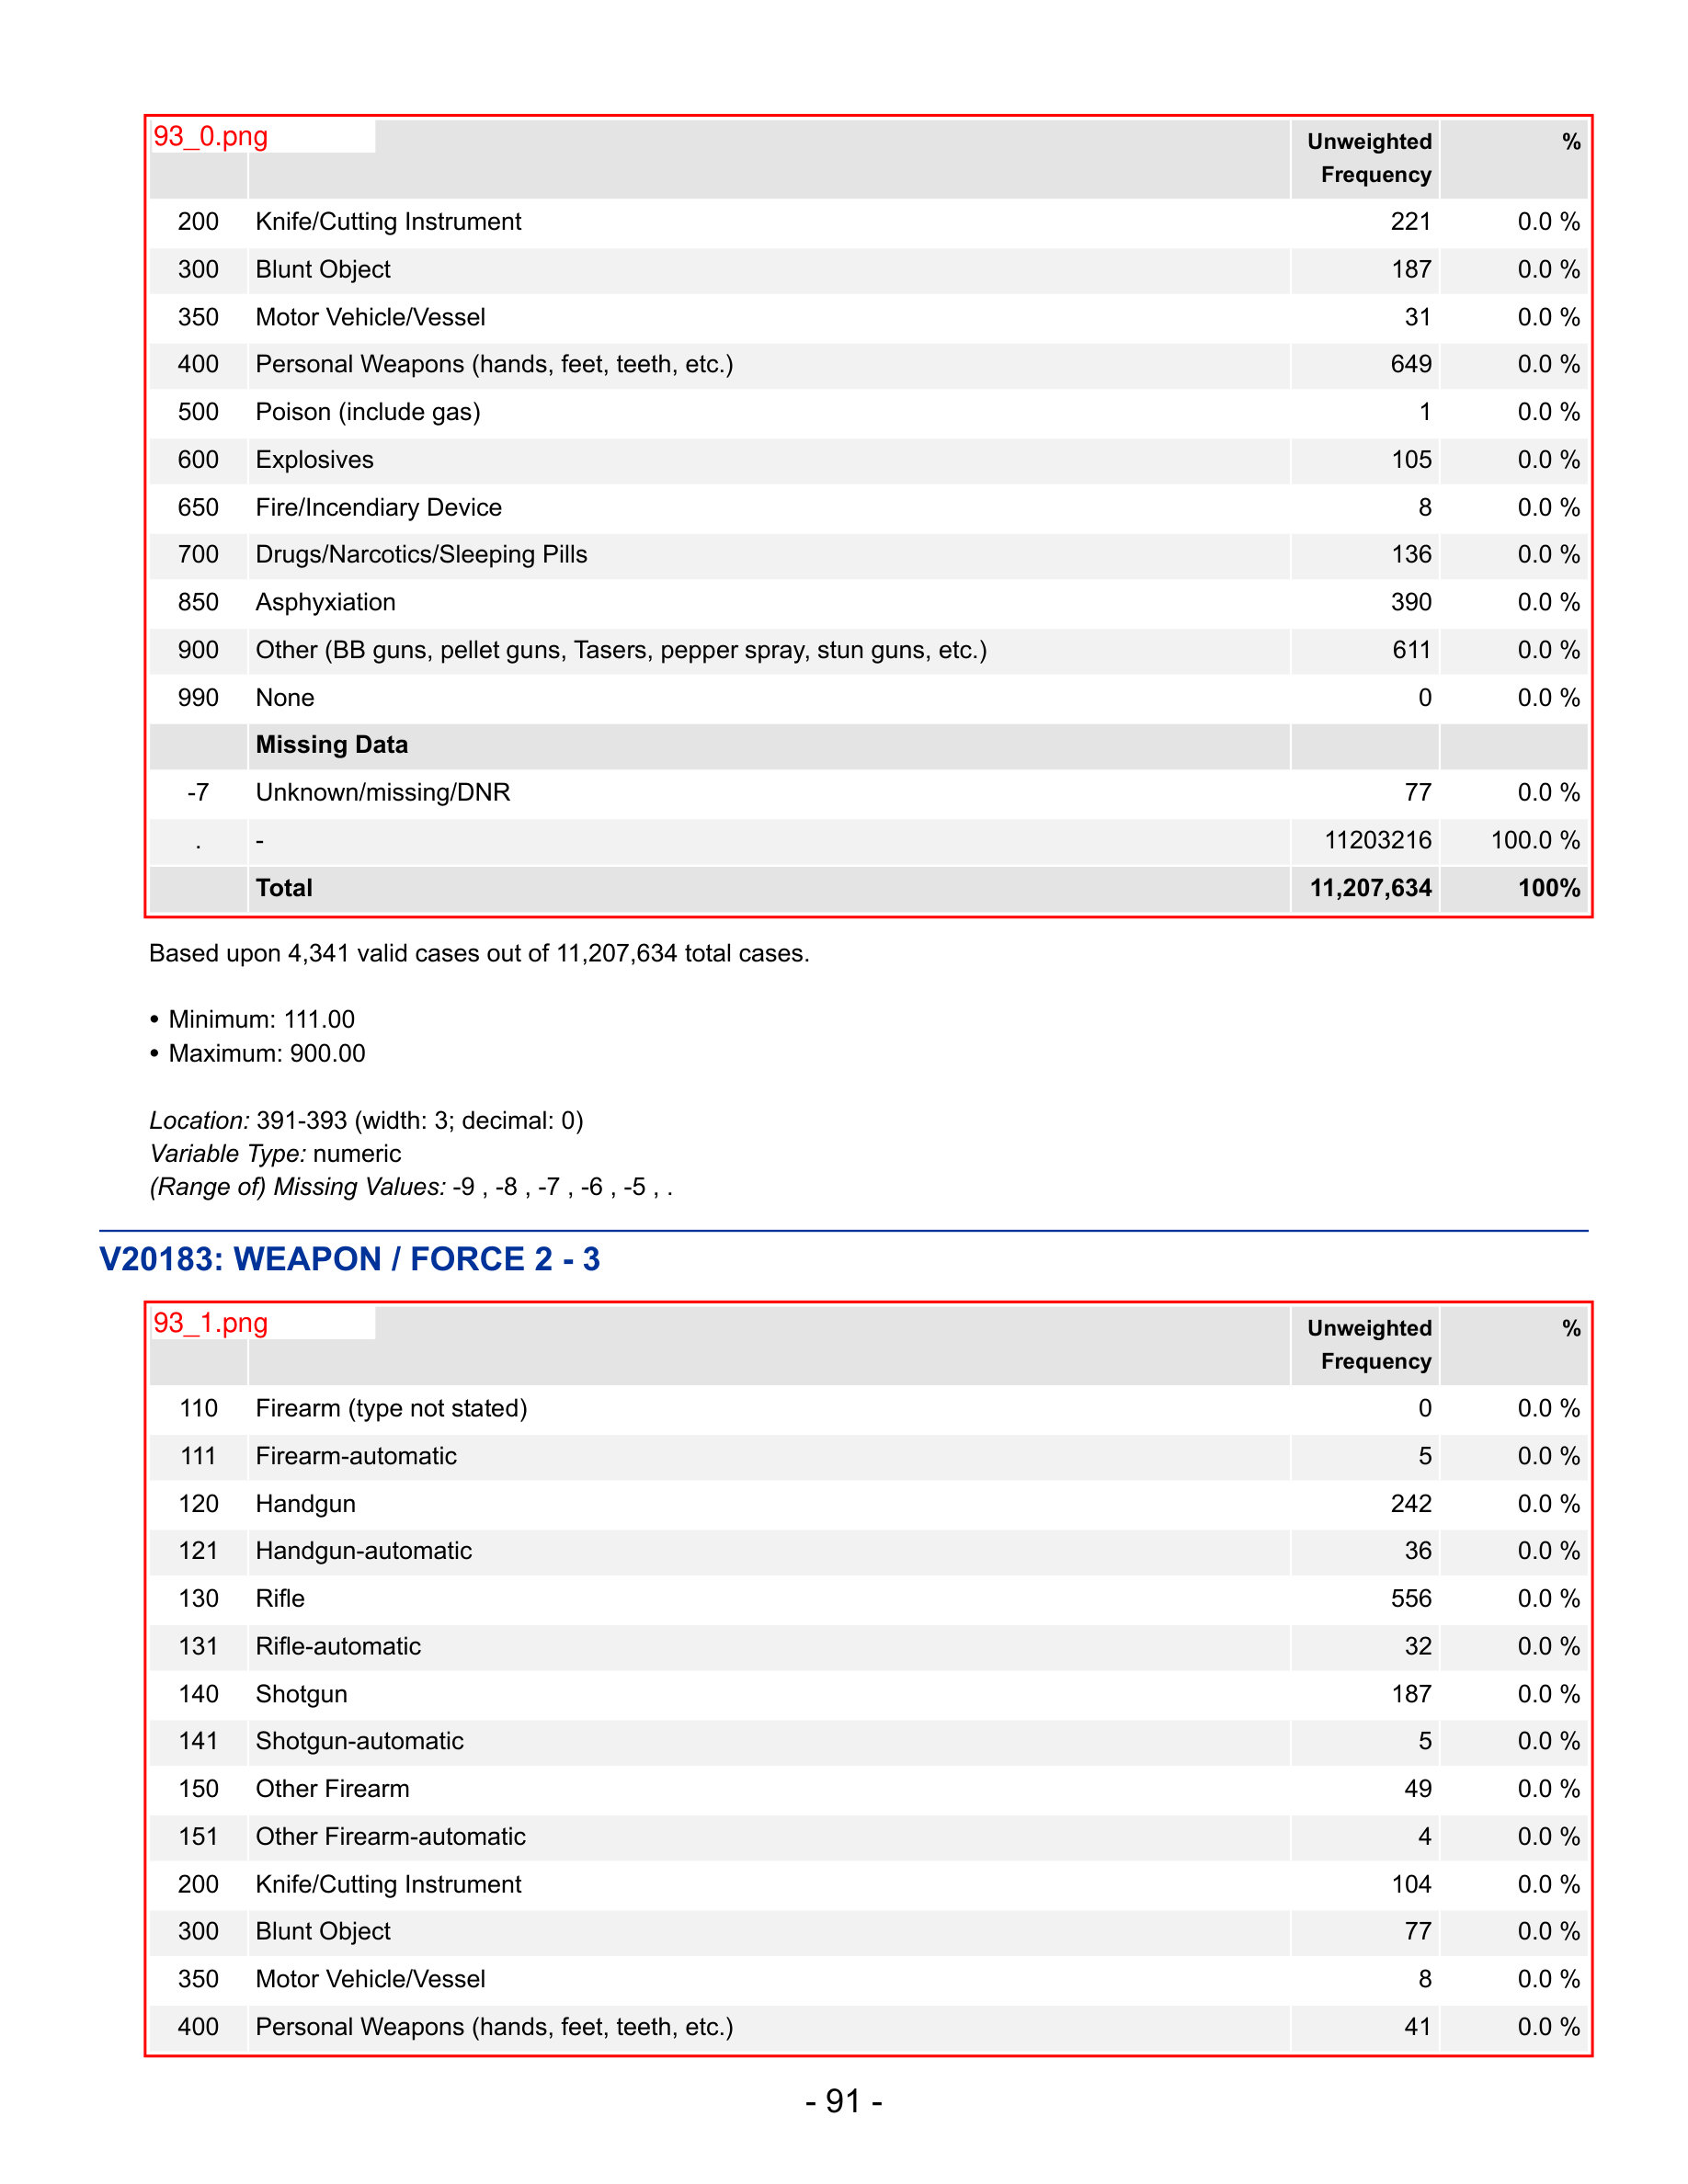 93_0.png
Unweighted Frequency %
200 Knife/Cutting Instrument 221 0.0 %
300 Blunt Object 187 0.0 %
350 Motor Vehicle/Vessel 31 0.0 %
400 Personal Weapons (hands, feet, teeth, etc.) 649 0.0 %
500 Poison (include gas) 1 0.0 %
600 Explosives 105 0.0 %
650 Fire/Incendiary Device 8 0.0 %
700 Drugs/Narcotics/Sleeping Pills 136 0.0 %
850 Asphyxiation 390 0.0 %
900 Other (BB guns, pellet guns, Tasers, pepper spray, stun guns, etc.) 611 0.0 %
990 None 0 0.0 %
Missing Data
-7 Unknown/missing/DNR 77 0.0 %
. - 11203216 100.0 %
Total 11,207,634 100%
Based upon 4,341 valid cases out of 11,207,634 total cases.
• Minimum: 111.00
• Maximum: 900.00
Location: 391-393 (width: 3; decimal: 0)
Variable Type: numeric
(Range of) Missing Values: -9 , -8 , -7 , -6 , -5 , .
V20183: WEAPON / FORCE 2 - 3
93_1.png
Unweighted Frequency %
110 Firearm (type not stated) 0 0.0 %
111 Firearm-automatic 5 0.0 %
120 Handgun 242 0.0 %
121 Handgun-automatic 36 0.0 %
130 Rifle 556 0.0 %
131 Rifle-automatic 32 0.0 %
140 Shotgun 187 0.0 %
141 Shotgun-automatic 5 0.0 %
150 Other Firearm 49 0.0 %
151 Other Firearm-automatic 4 0.0 %
200 Knife/Cutting Instrument 104 0.0 %
300 Blunt Object 77 0.0 %
350 Motor Vehicle/Vessel 8 0.0 %
400 Personal Weapons (hands, feet, teeth, etc.) 41 0.0 %
- 91 -